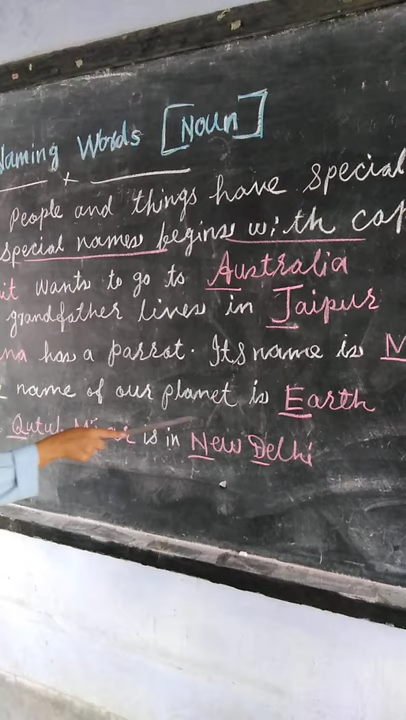 Naming Words [Noun]
People and things have special
special names begins with cap
it wants to go to Australia
grandfather lives in Jaipur
na has a parrot. Its name is M
name of our planet is Earth
Qutub is in New Delhi